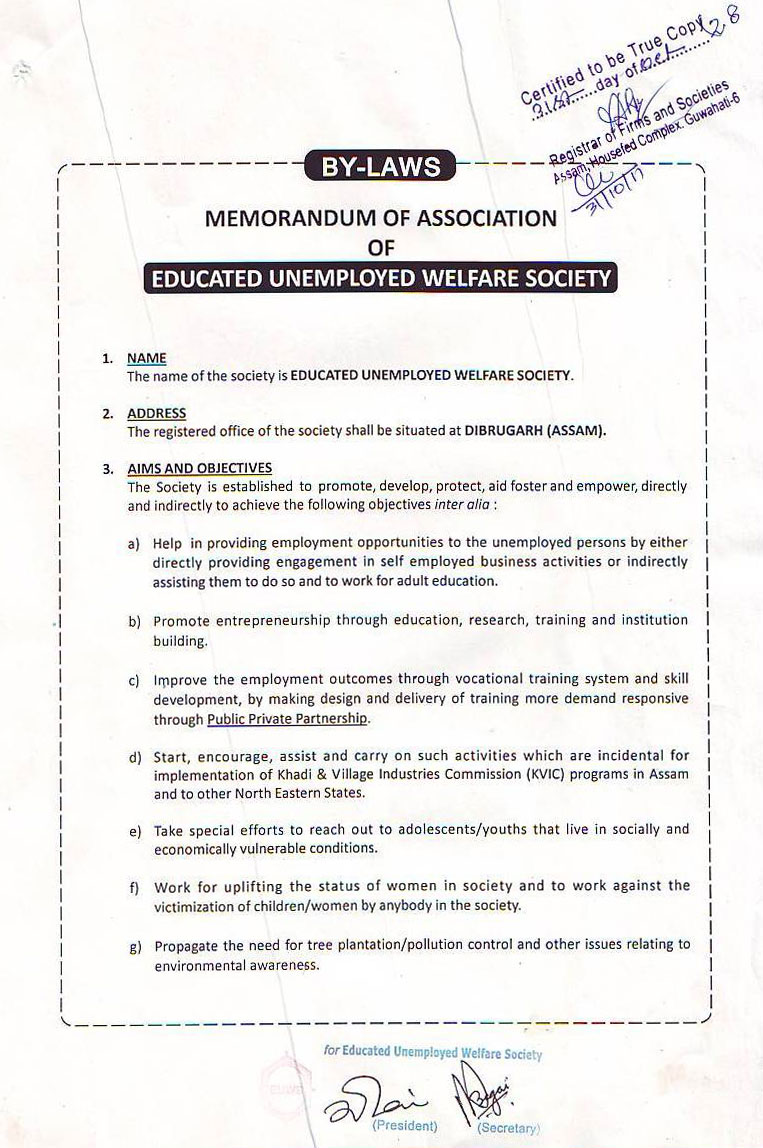 28
Certified to be True Copy
31st......day of Oct........
Registrar of Firms and Societies
Assam, Housefed Complex, Guwahati-6
31/10/17
BY-LAWS
MEMORANDUM OF ASSOCIATION
OF
EDUCATED UNEMPLOYED WELFARE SOCIETY
1. NAME
The name of the society is EDUCATED UNEMPLOYED WELFARE SOCIETY.
2. ADDRESS
The registered office of the society shall be situated at DIBRUGARH (ASSAM).
3. AIMS AND OBJECTIVES
The Society is established to promote, develop, protect, aid foster and empower, directly
and indirectly to achieve the following objectives inter alia :
a) Help in providing employment opportunities to the unemployed persons by either
directly providing engagement in self employed business activities or indirectly
assisting them to do so and to work for adult education.
b) Promote entrepreneurship through education, research, training and institution
building.
c) Improve the employment outcomes through vocational training system and skill
development, by making design and delivery of training more demand responsive
through Public Private Partnership.
d) Start, encourage, assist and carry on such activities which are incidental for
implementation of Khadi & Village Industries Commission (KVIC) programs in Assam
and to other North Eastern States.
e) Take special efforts to reach out to adolescents/youths that live in socially and
economically vulnerable conditions.
f) Work for uplifting the status of women in society and to work against the
victimization of children/women by anybody in the society.
g) Propagate the need for tree plantation/pollution control and other issues relating to
environmental awareness.
for Educated Unemployed Welfare Society
EUWS
(President) (Secretary)